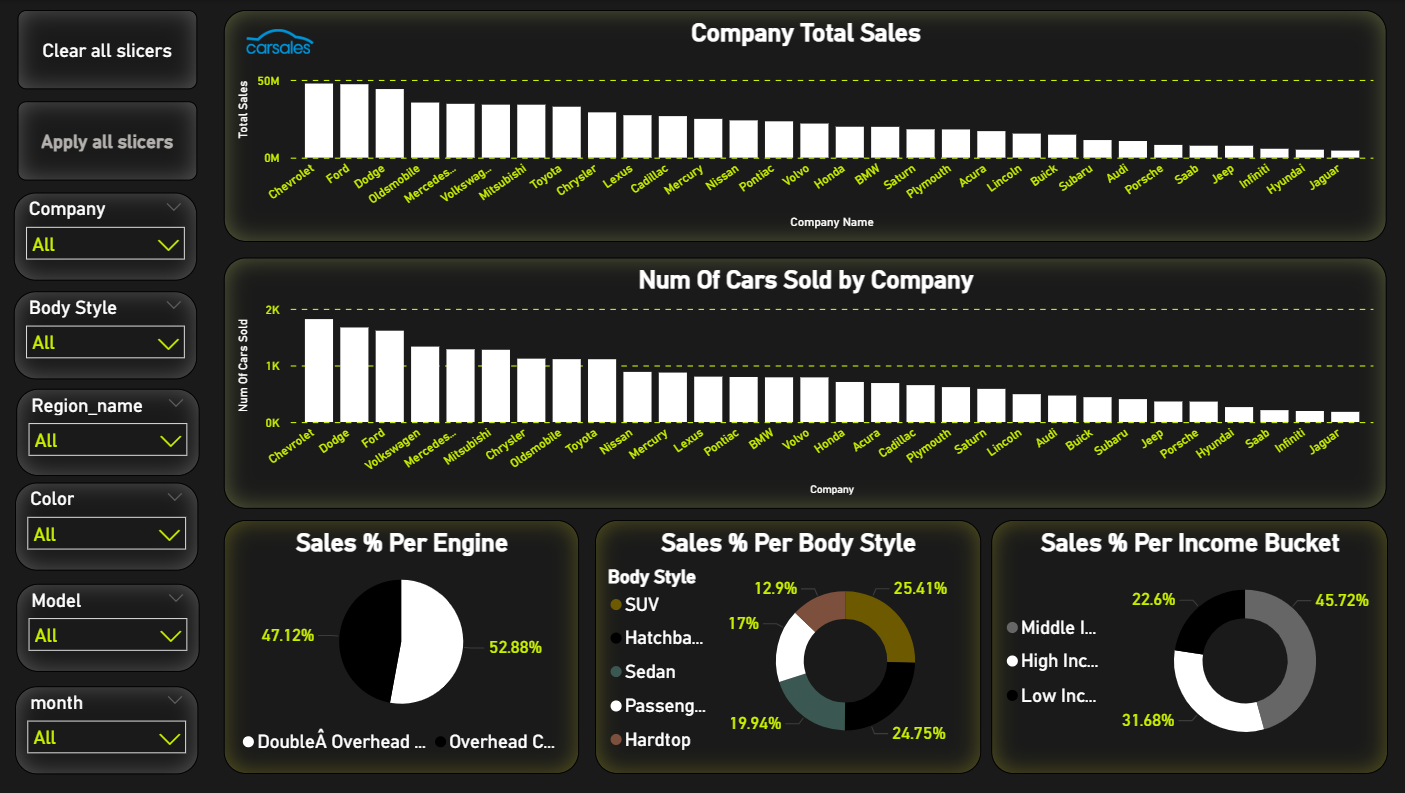 Clear all slicers
Apply all slicers
Company
All
Body Style
All
Region_name
All
Color
All
Model
All
month
All
carsales
Company Total Sales
Total Sales
50M
0M
Chevrolet
Ford
Dodge
Oldsmobile
Mercedes...
Volkswag...
Mitsubishi
Toyota
Chrysler
Lexus
Cadillac
Mercury
Nissan
Pontiac
Volvo
Honda
BMW
Saturn
Plymouth
Acura
Lincoln
Buick
Subaru
Audi
Porsche
Saab
Jeep
Infiniti
Hyundai
Jaguar
Company Name
Num Of Cars Sold by Company
Num Of Cars Sold
2K
1K
0K
Chevrolet
Dodge
Ford
Volkswagen
Mercedes...
Mitsubishi
Chrysler
Oldsmobile
Toyota
Nissan
Mercury
Lexus
Pontiac
BMW
Volvo
Honda
Acura
Cadillac
Plymouth
Saturn
Lincoln
Audi
Buick
Subaru
Jeep
Porsche
Hyundai
Saab
Infiniti
Jaguar
Company
Sales % Per Engine
47.12%
52.88%
DoubleÂ Overhead ...
Overhead C...
Sales % Per Body Style
Body Style
SUV
Hatchba...
Sedan
Passeng...
Hardtop
12.9%
25.41%
17%
19.94%
24.75%
Sales % Per Income Bucket
Middle I...
High Inc...
Low Inc...
22.6%
45.72%
31.68%